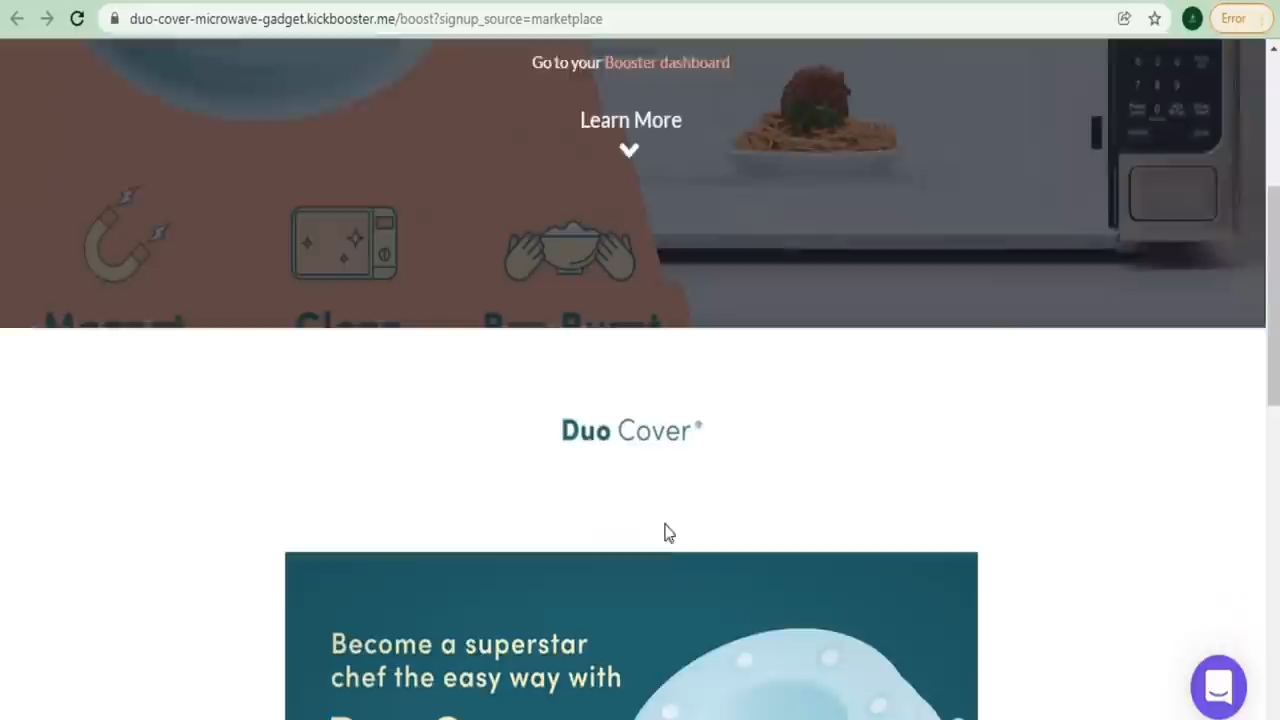 duo-cover-microwave-gadget.kickbooster.me/boost?signup_source=marketplace
Error
Go to your Booster dashboard
Learn More
Duo Cover®
Become a superstar
chef the easy way with